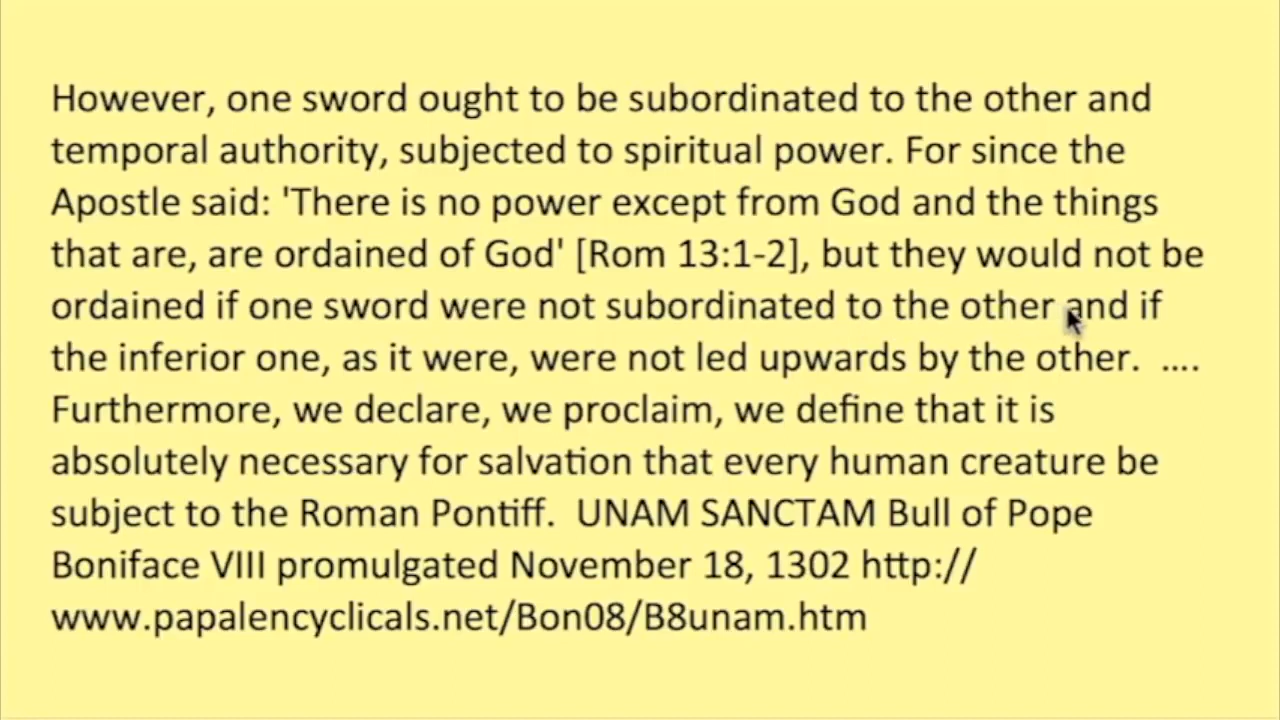 However, one sword ought to be subordinated to the other and
temporal authority, subjected to spiritual power. For since the
Apostle said: 'There is no power except from God and the things
that are, are ordained of God' [Rom 13:1-2], but they would not be
ordained if one sword were not subordinated to the other and if
the inferior one, as it were, were not led upwards by the other.  ....
Furthermore, we declare, we proclaim, we define that it is
absolutely necessary for salvation that every human creature be
subject to the Roman Pontiff.  UNAM SANCTAM Bull of Pope
Boniface VIII promulgated November 18, 1302 http://
www.papalencyclicals.net/Bon08/B8unam.htm